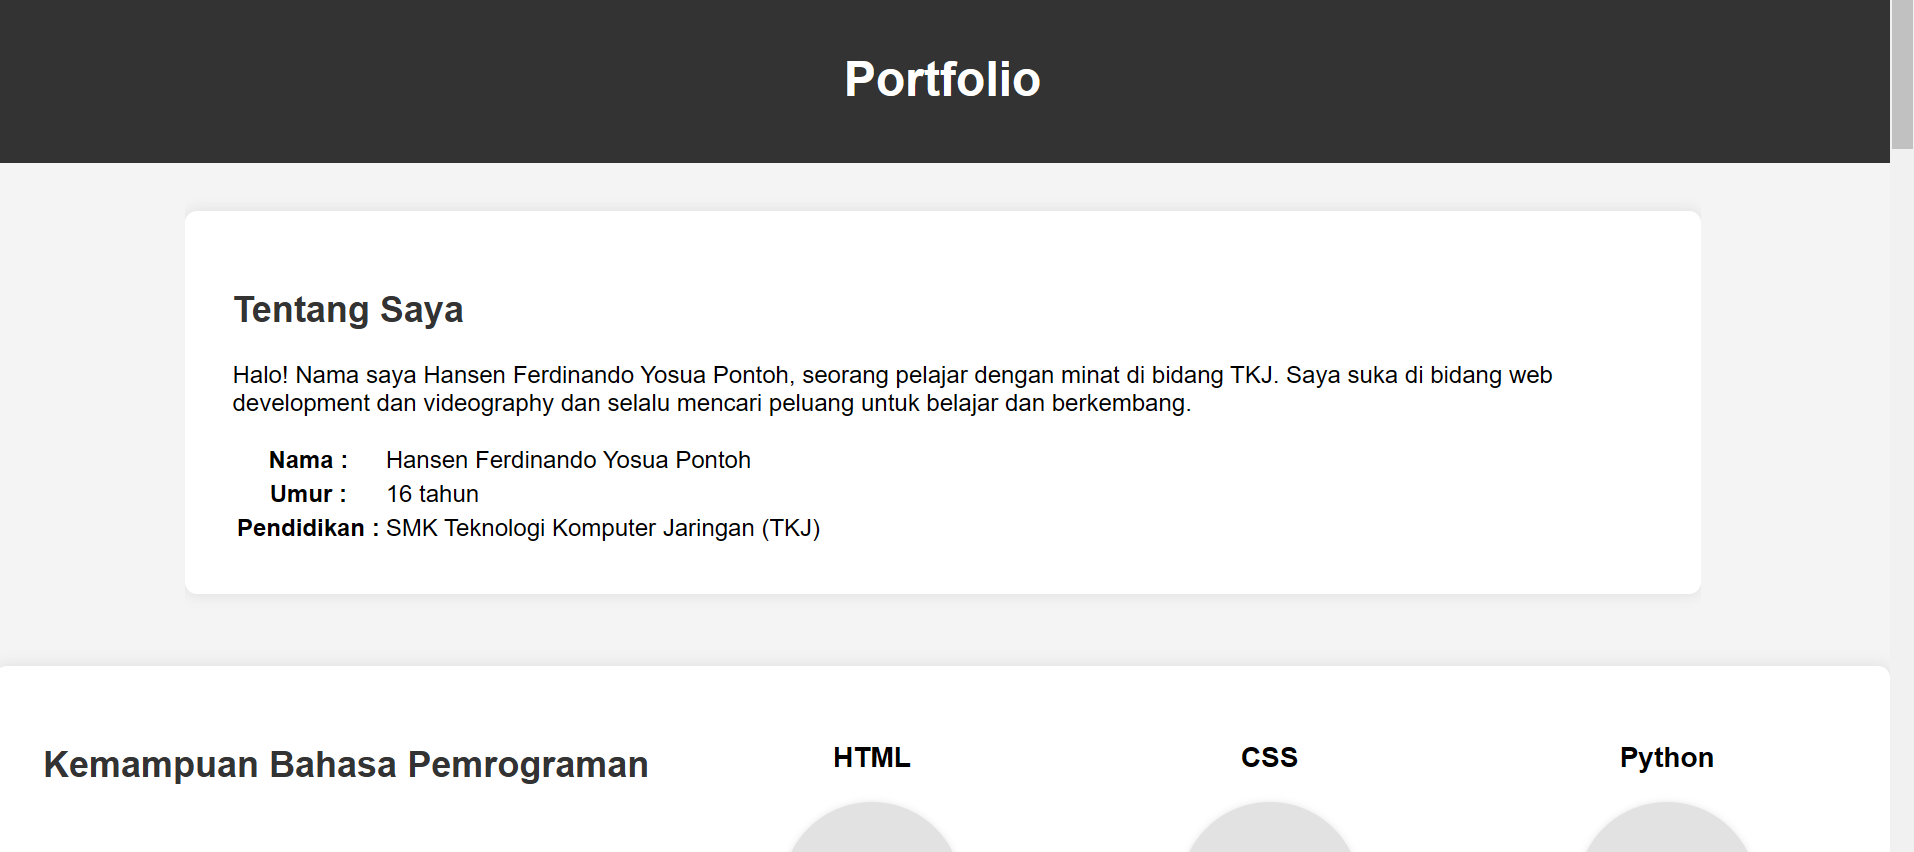 Portfolio
Tentang Saya
Halo! Nama saya Hansen Ferdinando Yosua Pontoh, seorang pelajar dengan minat di bidang TKJ. Saya suka di bidang web
development dan videography dan selalu mencari peluang untuk belajar dan berkembang.
Nama : Hansen Ferdinando Yosua Pontoh
Umur : 16 tahun
Pendidikan : SMK Teknologi Komputer Jaringan (TKJ)
Kemampuan Bahasa Pemrograman
HTML CSS Python